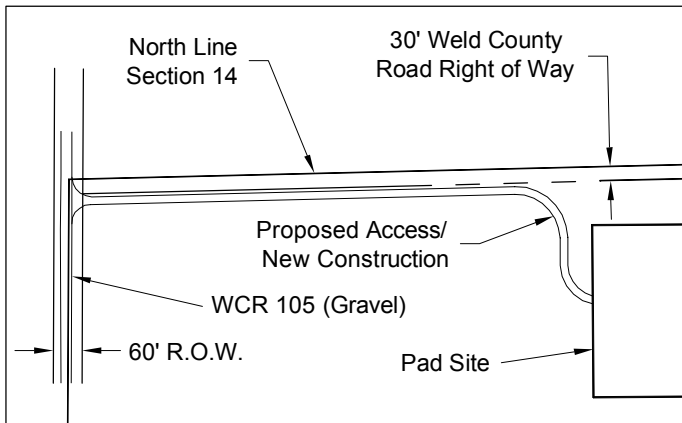 North Line
Section 14
30' Weld County
Road Right of Way
Proposed Access/
New Construction
WCR 105 (Gravel)
60' R.O.W.
Pad Site